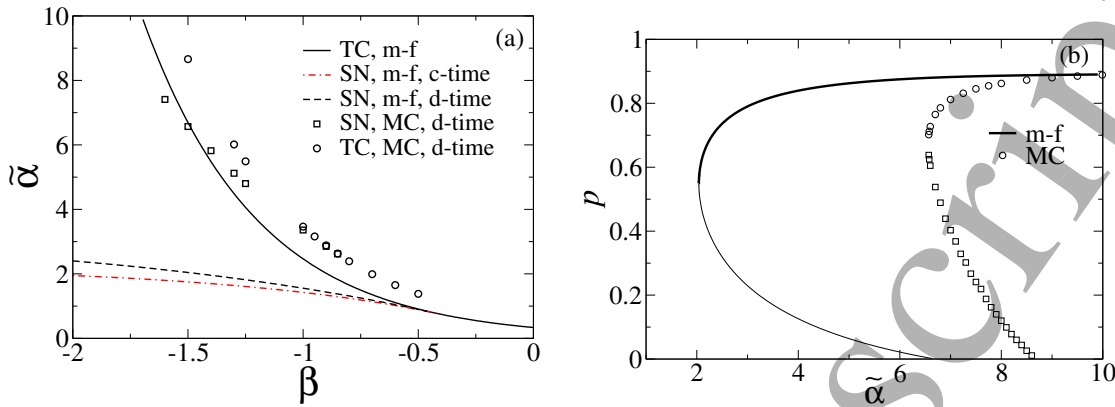 10
8
6
4
2
0
α̃
-2
-1.5
-1
-0.5
0
β
(a)
TC, m-f
SN, m-f, c-time
SN, m-f, d-time
SN, MC, d-time
TC, MC, d-time
1
0.8
0.6
0.4
0.2
0
p
2
4
6
8
10
α̃
(b)
m-f
MC
scrip